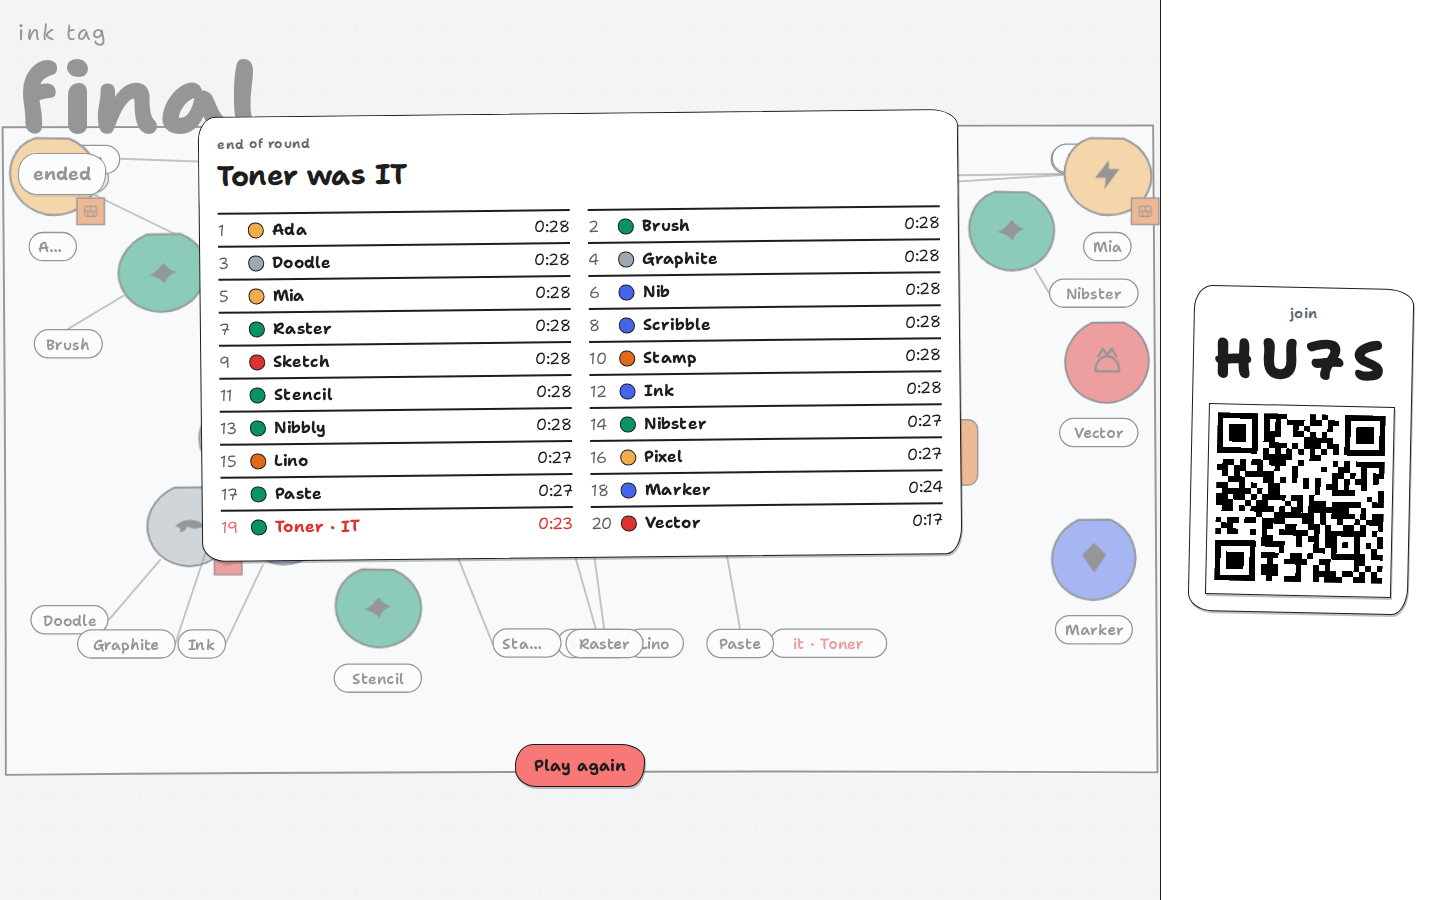 ink tag
final
ended
end of round
Toner was IT
1 Ada 0:28
2 Brush 0:28
3 Doodle 0:28
4 Graphite 0:28
5 Mia 0:28
6 Nib 0:28
7 Raster 0:28
8 Scribble 0:28
9 Sketch 0:28
10 Stamp 0:28
11 Stencil 0:28
12 Ink 0:28
13 Nibbly 0:28
14 Nibster 0:27
15 Lino 0:27
16 Pixel 0:27
17 Paste 0:27
18 Marker 0:24
19 Toner · IT 0:23
20 Vector 0:17
A...
Brush
Mia
Nibster
Vector
Doodle
Graphite
Ink
Stencil
Sta...
Raster
Lino
Paste
it · Toner
Marker
Play again
join
HU7S